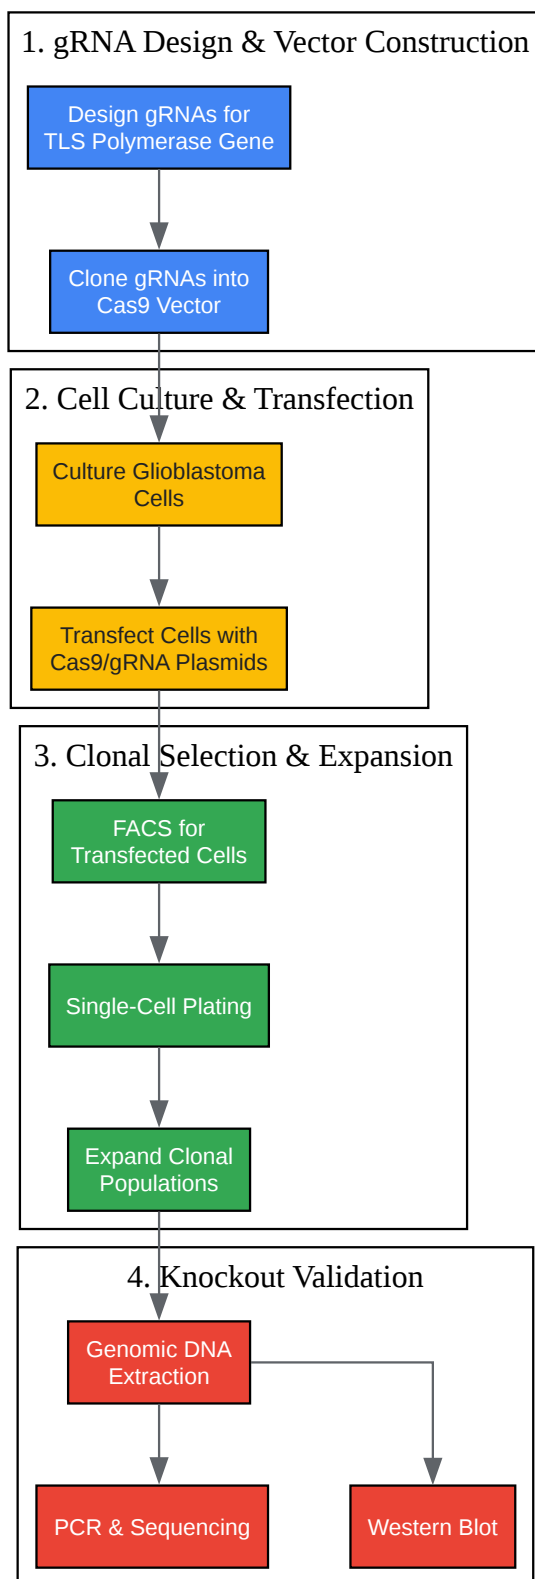 1. gRNA Design & Vector Construction
Design gRNAs for
TLS Polymerase Gene
Clone gRNAs into
Cas9 Vector
2. Cell Culture & Transfection
Culture Glioblastoma
Cells
Transfect Cells with
Cas9/gRNA Plasmids
3. Clonal Selection & Expansion
FACS for
Transfected Cells
Single-Cell Plating
Expand Clonal
Populations
4. Knockout Validation
Genomic DNA
Extraction
PCR & Sequencing
Western Blot